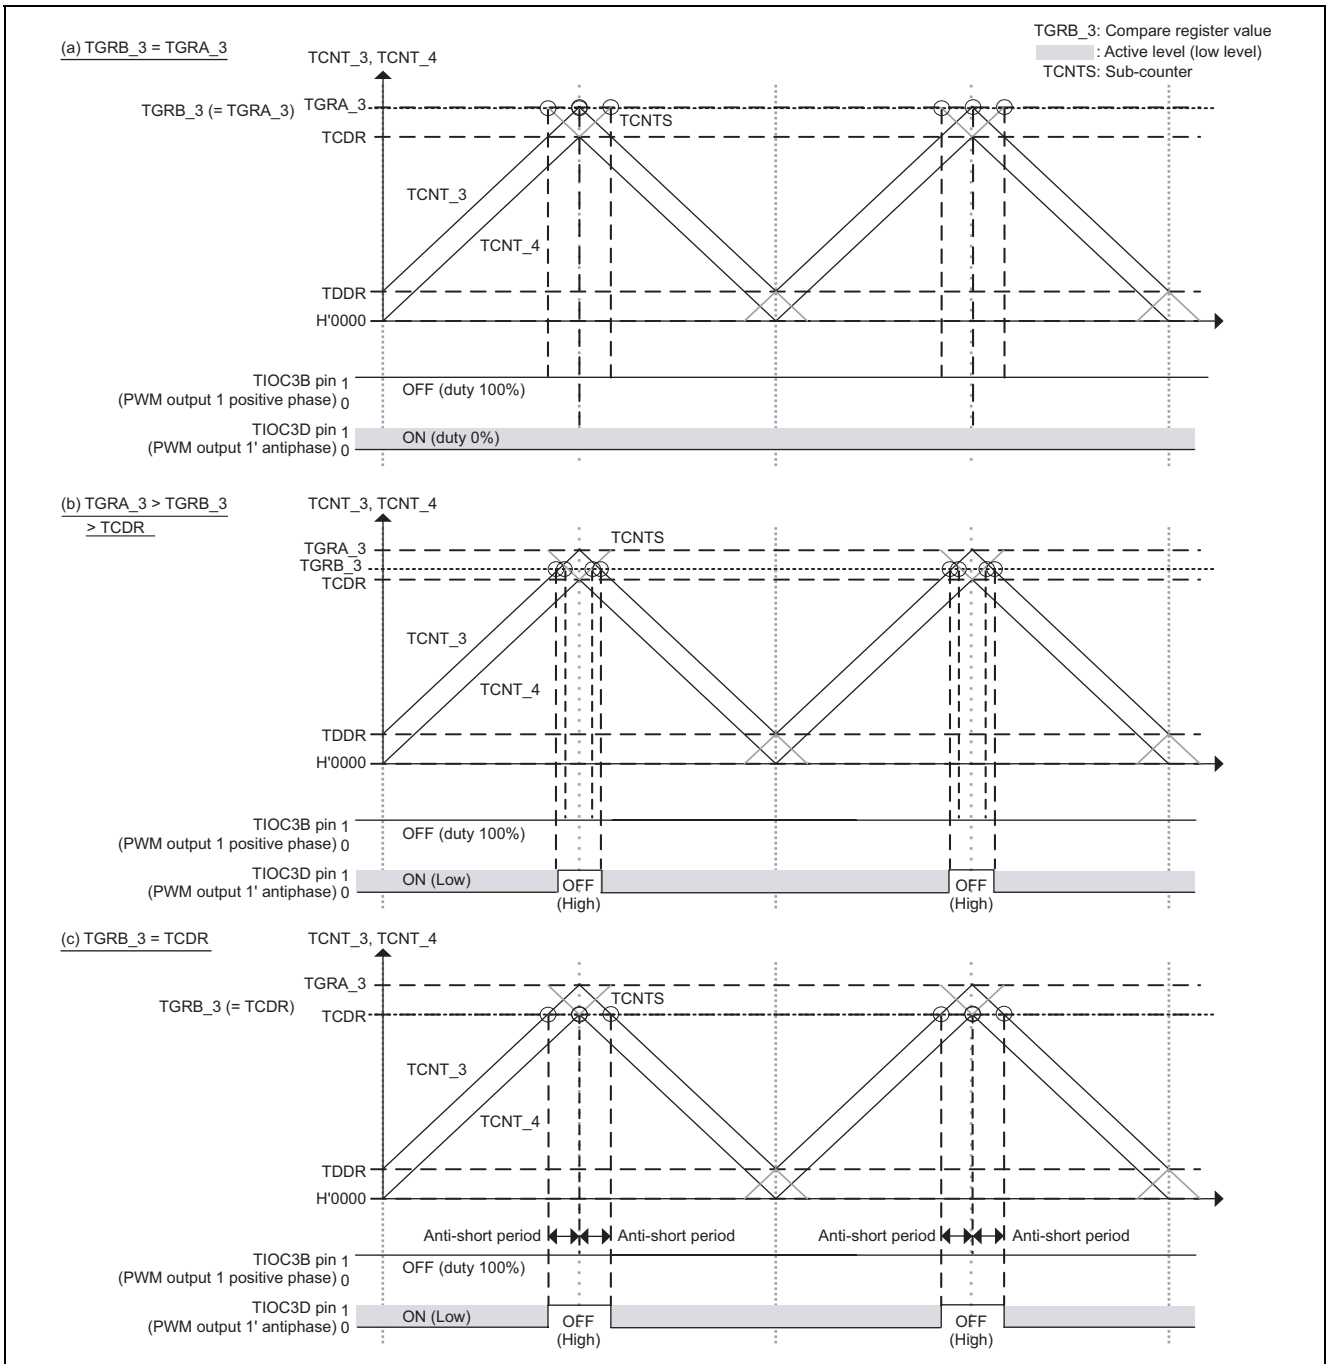 TGRB_3: Compare register value
: Active level (low level)
TCNTS: Sub-counter
(a) TGRB_3 = TGRA_3
TCNT_3, TCNT_4
TGRB_3 (= TGRA_3)
TGRA_3
TCNTS
TCDR
TCNT_3
TCNT_4
TDDR
H'0000
TIOC3B pin 1
(PWM output 1 positive phase) 0
OFF (duty 100%)
TIOC3D pin 1
(PWM output 1' antiphase) 0
ON (duty 0%)
(b) TGRA_3 > TGRB_3
> TCDR
TCNT_3, TCNT_4
TCNTS
TGRA_3
TGRB_3
TCDR
TCNT_3
TCNT_4
TDDR
H'0000
TIOC3B pin 1
(PWM output 1 positive phase) 0
OFF (duty 100%)
TIOC3D pin 1
(PWM output 1' antiphase) 0
ON (Low)
OFF
(High)
OFF
(High)
(c) TGRB_3 = TCDR
TCNT_3, TCNT_4
TGRA_3
TCNTS
TGRB_3 (= TCDR)
TCDR
TCNT_3
TCNT_4
TDDR
H'0000
Anti-short period
Anti-short period
Anti-short period
Anti-short period
TIOC3B pin 1
(PWM output 1 positive phase) 0
OFF (duty 100%)
TIOC3D pin 1
(PWM output 1' antiphase) 0
ON (Low)
OFF
(High)
OFF
(High)